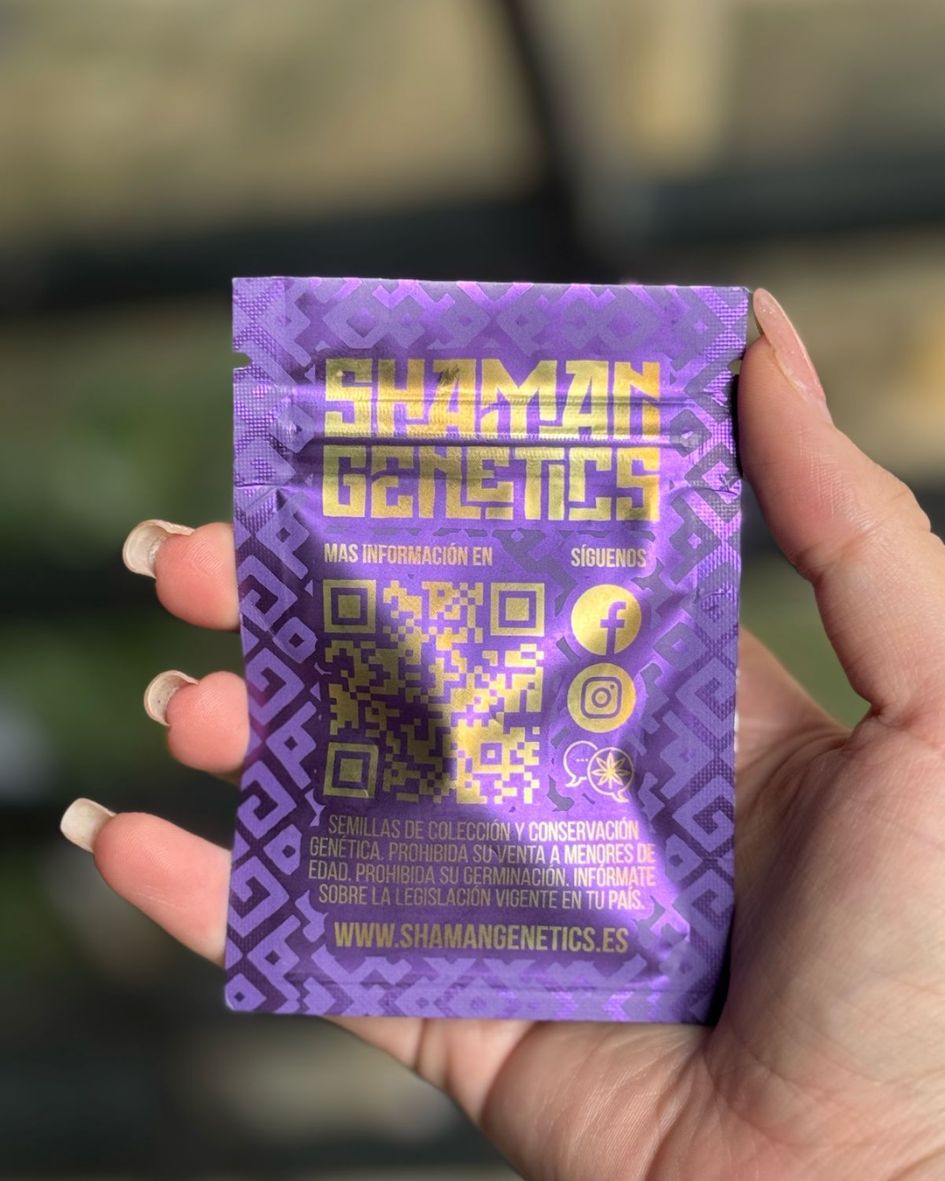 SHAMAN
GENETICS
MAS INFORMACIÓN EN
SÍGUENOS
SEMILLAS DE COLECCIÓN Y CONSERVACIÓN
GENÉTICA. PROHIBIDA SU VENTA A MENORES DE
EDAD. PROHIBIDA SU GERMINACIÓN. INFÓRMATE
SOBRE LA LEGISLACIÓN VIGENTE EN TU PAÍS.
WWW.SHAMANGENETICS.ES